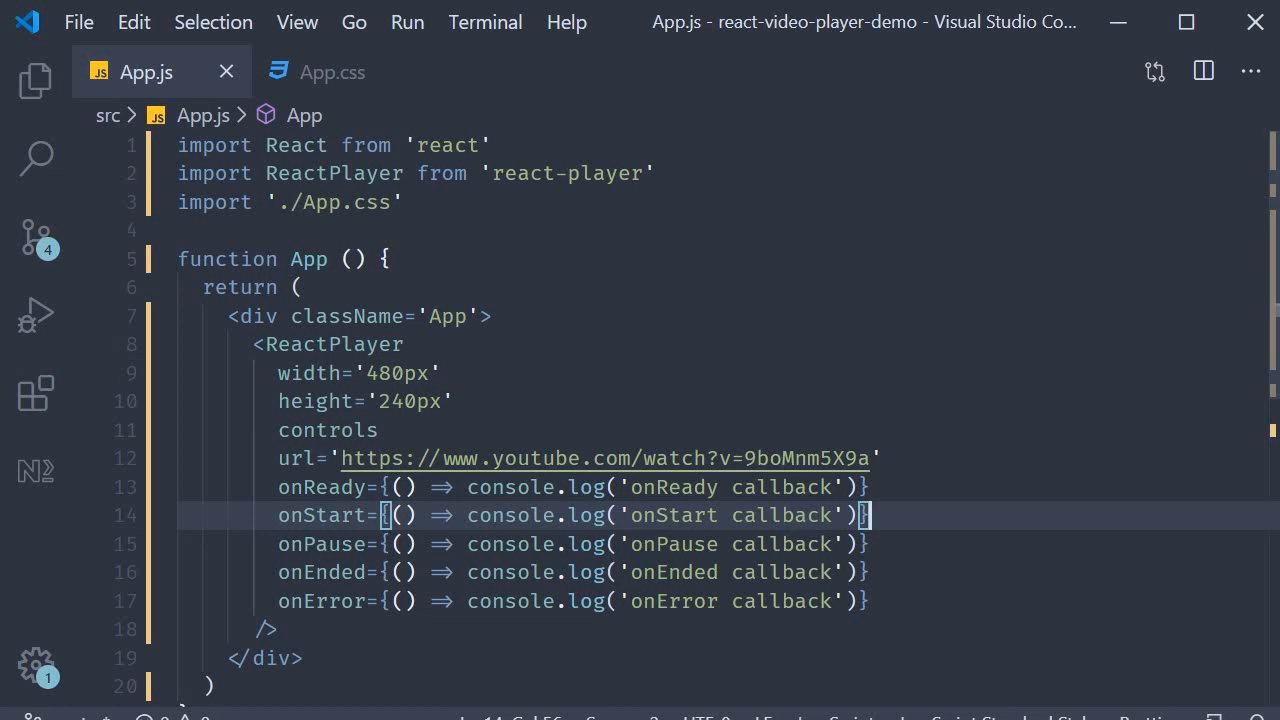 File Edit Selection View Go Run Terminal Help App.js - react-video-player-demo - Visual Studio Co...
JS App.js App.css
src > JS App.js > App
1 import React from 'react'
2 import ReactPlayer from 'react-player'
3 import './App.css'
4
5 function App () {
6 return (
7 <div className='App'>
8 <ReactPlayer
9 width='480px'
10 height='240px'
11 controls
12 url='https://www.youtube.com/watch?v=9boMnm5X9a'
13 onReady={() => console.log('onReady callback')}
14 onStart={() => console.log('onStart callback')}
15 onPause={() => console.log('onPause callback')}
16 onEnded={() => console.log('onEnded callback')}
17 onError={() => console.log('onError callback')}
18 />
19 </div>
20 )
4
N
1